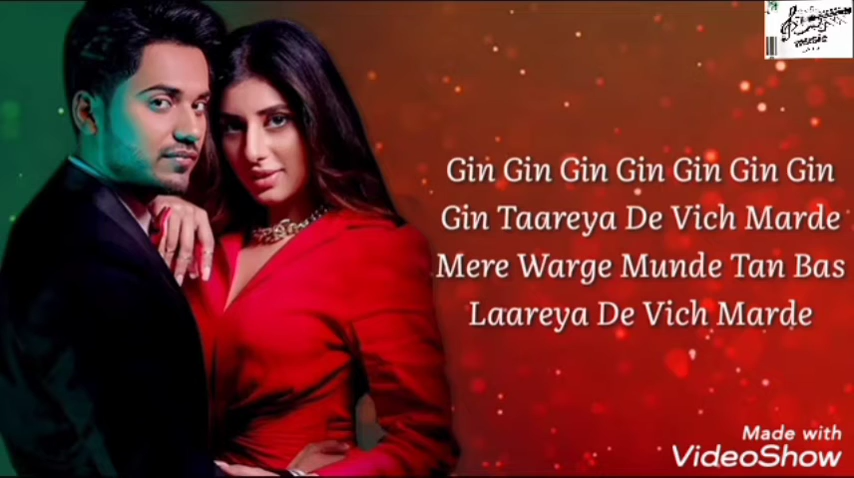 music
Gin Gin Gin Gin Gin Gin Gin
Gin Taareya De Vich Marde
Mere Warge Munde Tan Bas
Laareya De Vich Marde
Made with
VideoShow